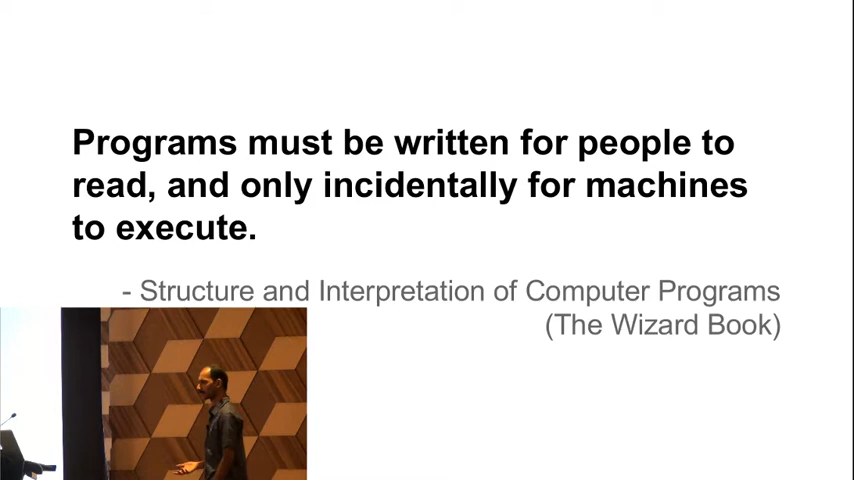 Programs must be written for people to
read, and only incidentally for machines
to execute.
- Structure and Interpretation of Computer Programs
(The Wizard Book)